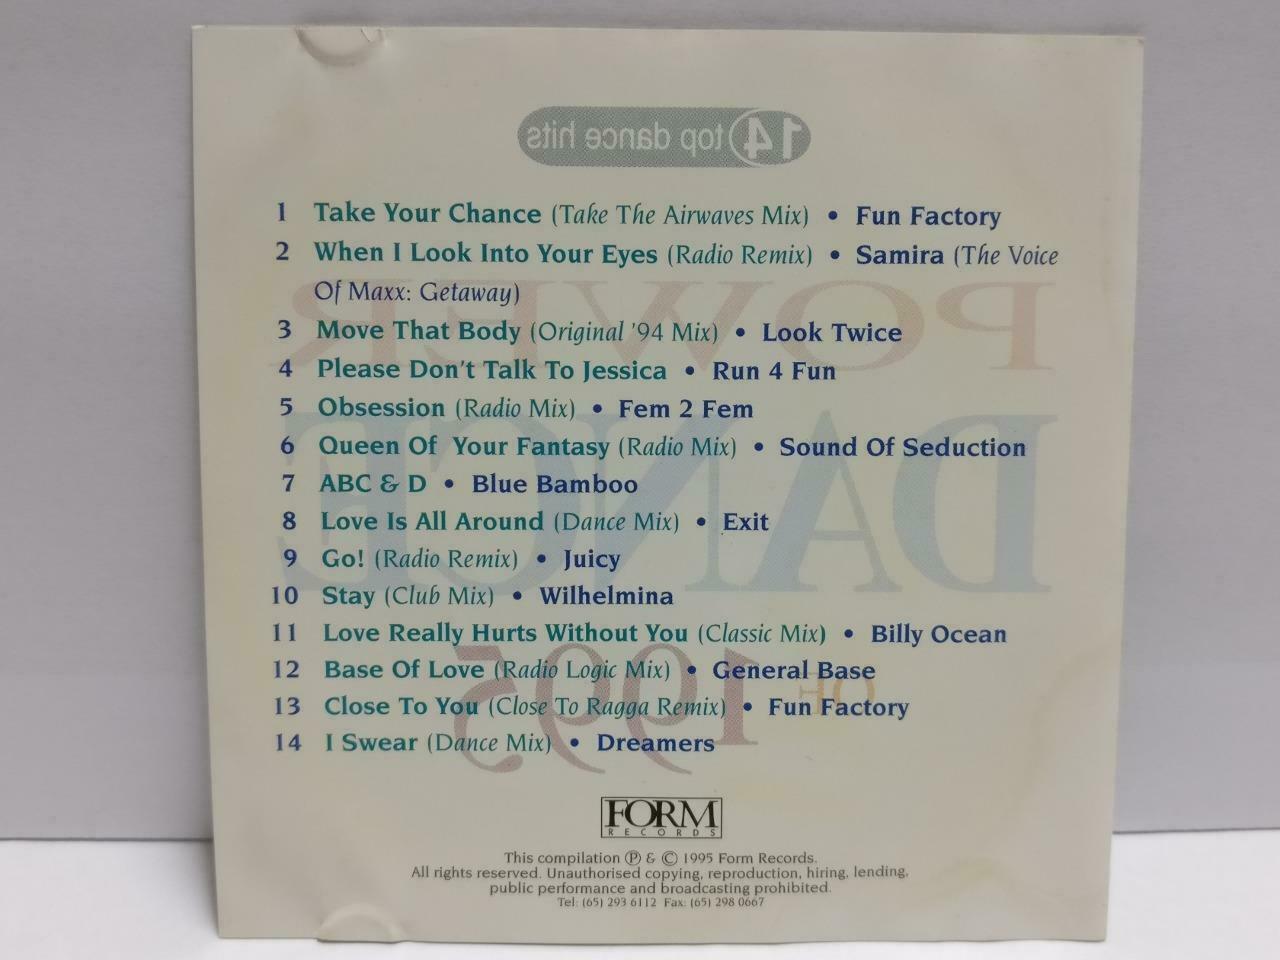 14 top dance hits
1 Take Your Chance (Take The Airwaves Mix) • Fun Factory
2 When I Look Into Your Eyes (Radio Remix) • Samira (The Voice
Of Maxx: Getaway)
POWER
3 Move That Body (Original '94 Mix) • Look Twice
4 Please Don't Talk To Jessica • Run 4 Fun
5 Obsession (Radio Mix) • Fem 2 Fem
6 Queen Of Your Fantasy (Radio Mix) • Sound Of Seduction
DANCE
7 ABC & D • Blue Bamboo
8 Love Is All Around (Dance Mix) • Exit
9 Go! (Radio Remix) • Juicy
10 Stay (Club Mix) • Wilhelmina
11 Love Really Hurts Without You (Classic Mix) • Billy Ocean
12 Base Of Love (Radio Logic Mix) • General Base
OF 1995
13 Close To You (Close To Ragga Remix) • Fun Factory
14 I Swear (Dance Mix) • Dreamers
FORM
RECORDS
This compilation Ⓟ & © 1995 Form Records.
All rights reserved. Unauthorised copying, reproduction, hiring, lending,
public performance and broadcasting prohibited.
Tel: (65) 293 6112 Fax: (65) 298 0667